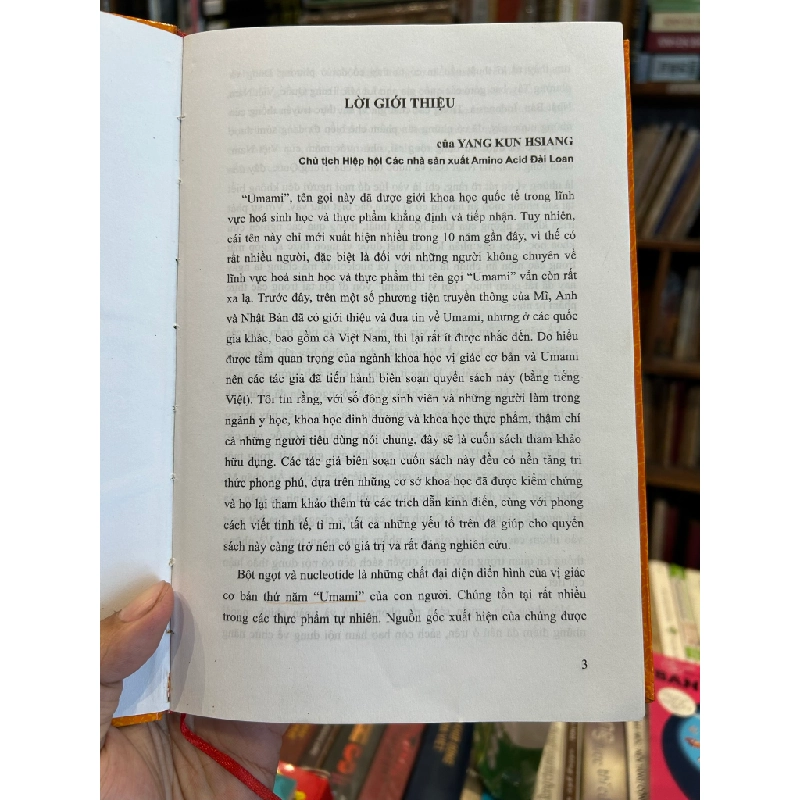 LỜI GIỚI THIỆU
của YANG KUN HSIANG
Chủ tịch Hiệp hội Các nhà sản xuất Amino Acid Đài Loan
“Umami”, tên gọi này đã được giới khoa học quốc tế trong lĩnh
vực hoá sinh học và thực phẩm khẳng định và tiếp nhận. Tuy nhiên,
cái tên này chỉ mới xuất hiện nhiều trong 10 năm gần đây, vì thế có
rất nhiều người, đặc biệt là đối với những người không chuyên về
lĩnh vực hoá sinh học và thực phẩm thì tên gọi “Umami” vẫn còn rất
xa lạ. Trước đây, trên một số phương tiện truyền thông của Mĩ, Anh
và Nhật Bản đã có giới thiệu và đưa tin về Umami, nhưng ở các quốc
gia khác, bao gồm cả Việt Nam, thì lại rất ít được nhắc đến. Do hiểu
được tầm quan trọng của ngành khoa học vị giác cơ bản và Umami
nên các tác giả đã tiến hành biên soạn quyển sách này (bằng tiếng
Việt). Tôi tin rằng, với số đông sinh viên và những người làm trong
ngành y học, khoa học dinh dưỡng và khoa học thực phẩm, thậm chí
cả những người tiêu dùng nói chung, đây sẽ là cuốn sách tham khảo
hữu dụng. Các tác giả biên soạn cuốn sách này đều có nền tảng tri
thức phong phú, dựa trên những cơ sở khoa học đã được kiểm chứng
và họ lại tham khảo thêm từ các trích dẫn kinh điển, cùng với phong
cách viết tinh tế, tỉ mỉ, tất cả những yếu tố trên đã giúp cho quyển
sách này càng trở nên có giá trị và rất đáng nghiên cứu.
Bột ngọt và nucleotide là những chất đại diện điển hình của vị giác
cơ bản thứ năm “Umami” của con người. Chúng tồn tại rất nhiều
trong các thực phẩm tự nhiên. Nguồn gốc xuất hiện của chúng được
3